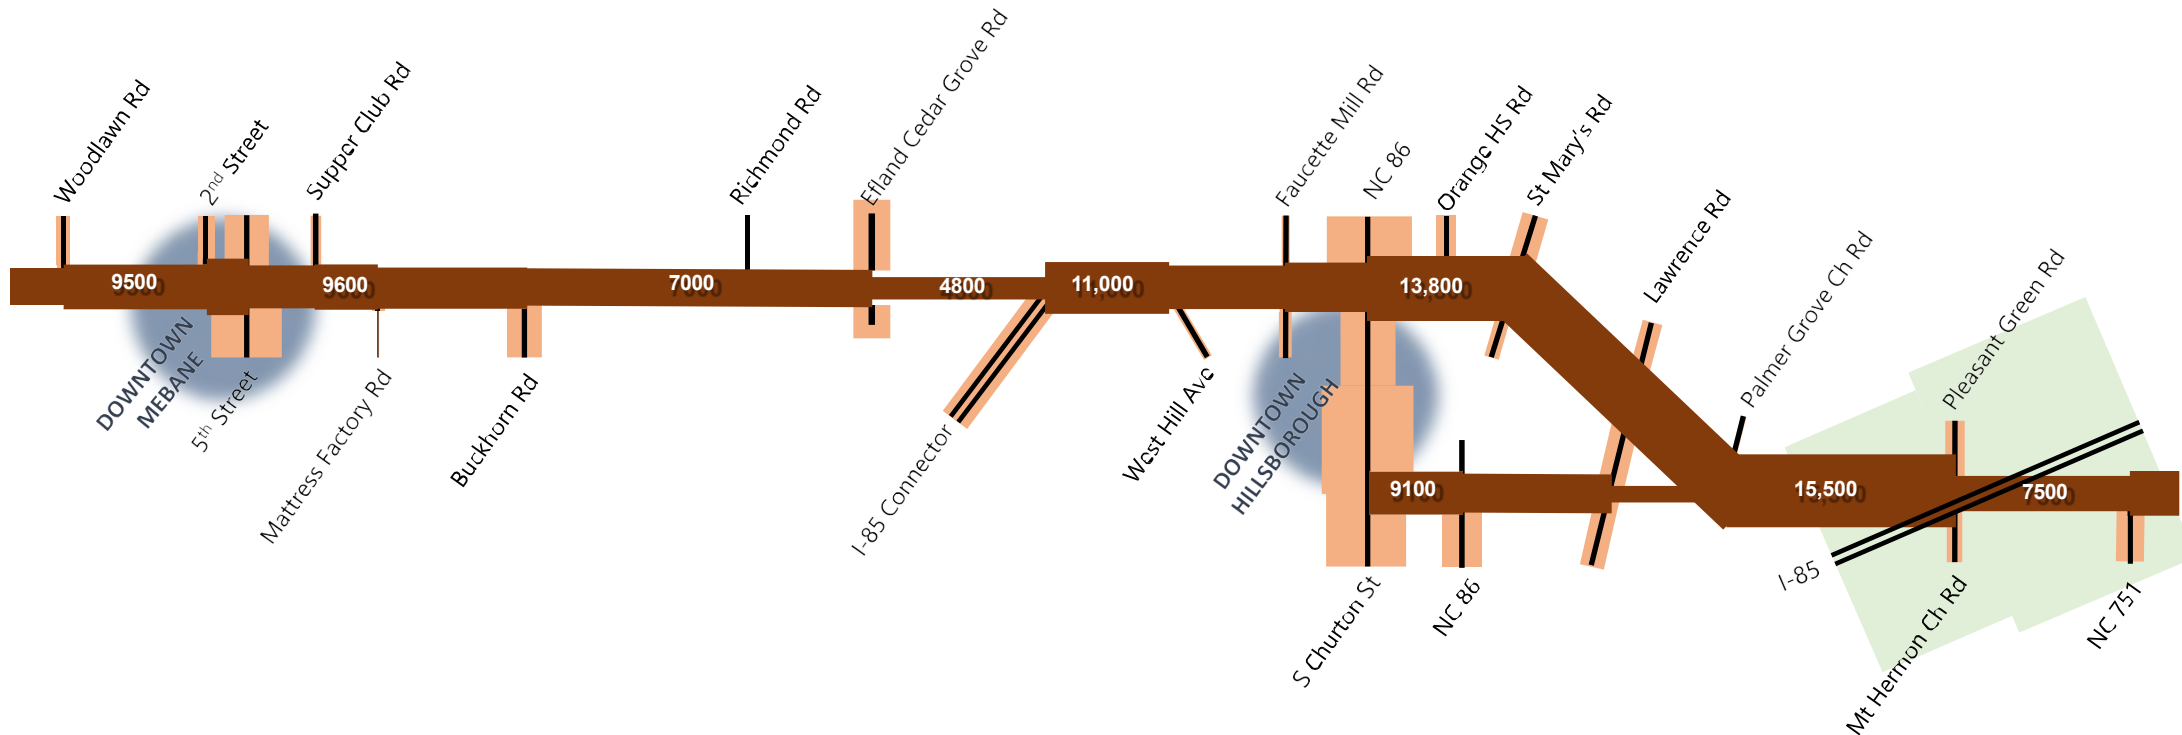 Woodlawn Rd
2nd Street
Supper Club Rd
Richmond Rd
Efland Cedar Grove Rd
Faucette Mill Rd
NC 86
Orange HS Rd
St Mary's Rd
Lawrence Rd
Palmer Grove Ch Rd
Pleasant Green Rd
9500
9600
7000
4800
11,000
13,800
9100
15,500
7500
DOWNTOWN
MEBANE
5th Street
Mattress Factory Rd
Buckhorn Rd
I-85 Connector
West Hill Ave
DOWNTOWN
HILLSBOROUGH
S Churton St
NC 86
I-85
Mt Hermon Ch Rd
NC 751